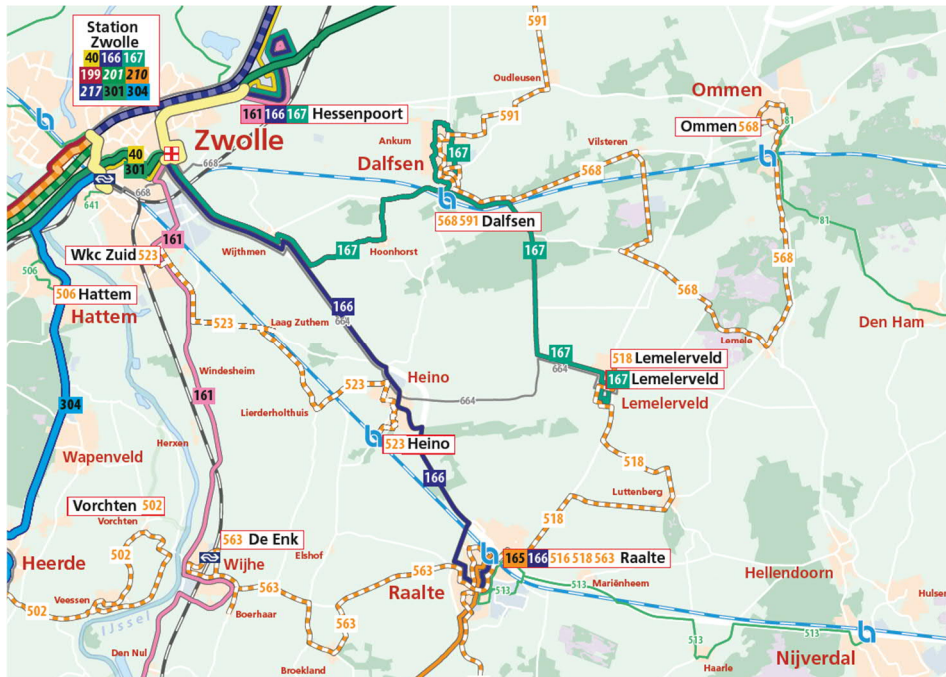 Station
Zwolle
40 166 167
199 201 210
217 301 304
591
Oudleusen
591
Ommen
Ommen 568
81
161 166 167 Hessenpoort
Zwolle
Ankum
167
Dalfsen
Vilsteren
40
301
668
668
568
641
568 591 Dalfsen
81
161
Wkc Zuid 523
Wijthmen
167
Hoonhorst
167
568
506
506 Hattem
Hattem
568
166
Den Ham
523
Laag Zuthem
664
Lemele
518 Lemelerveld
167
664
Windesheim
Heino
167 Lemelerveld
523
161
664
Lemelerveld
304
Lierderholthuis
Herxen
523 Heino
Wapenveld
518
166
Vorchten 502
Luttenberg
Vorchten
518
563 De Enk
502
Elshof
165 166 516 518 563 Raalte
Heerde
Wijhe
563
Hellendoorn
513
Mariënheem
Veessen
563
Raalte
513
Hulsen
502
Boerhaar
IJssel
563
513
513
Den Nul
Nijverdal
Broekland
Haarle